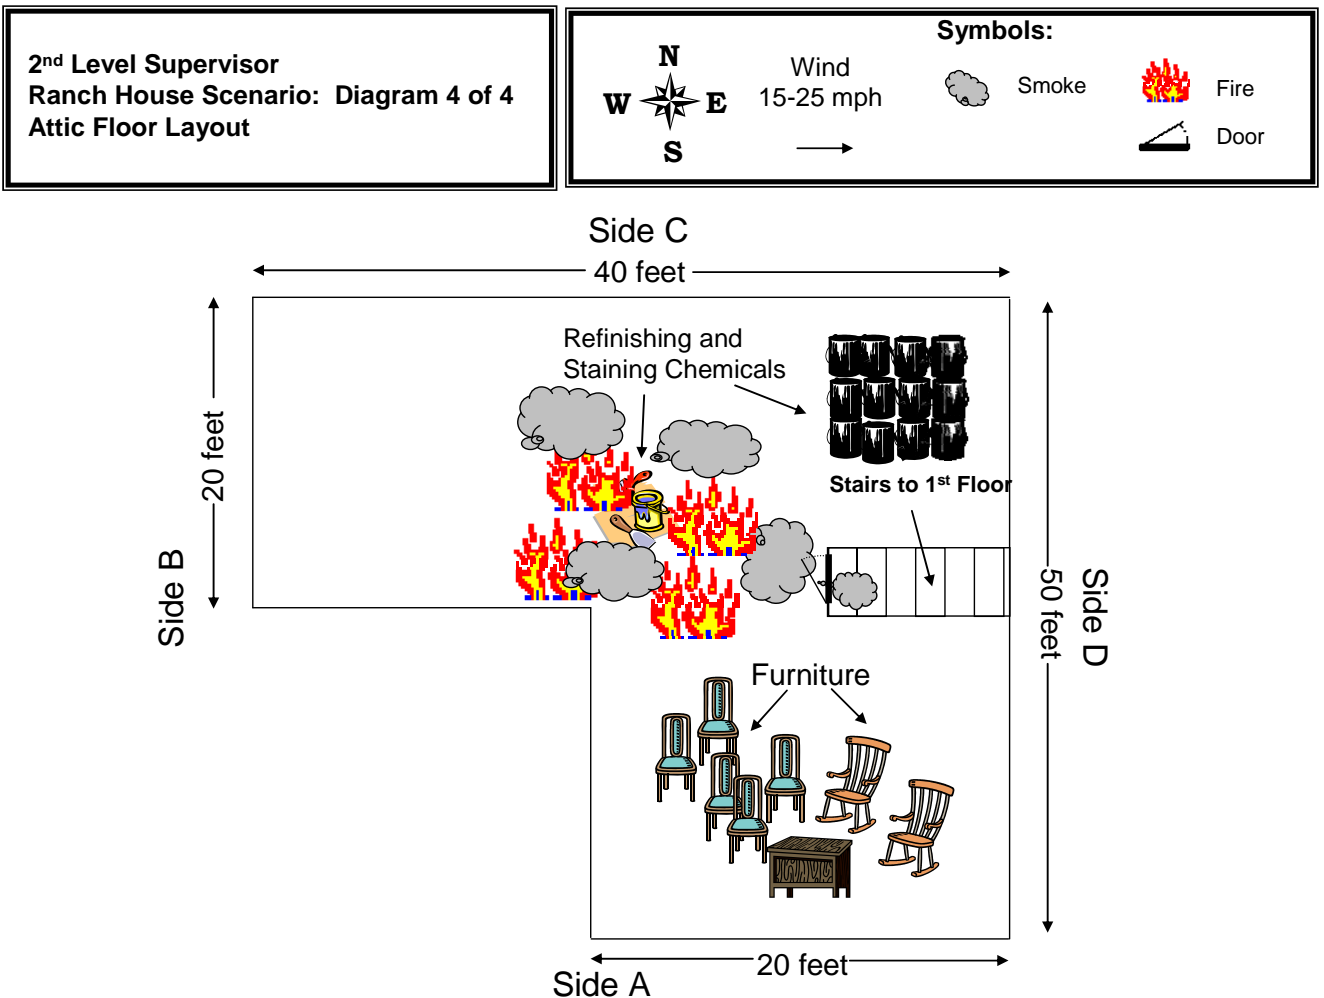 2nd Level Supervisor
Ranch House Scenario: Diagram 4 of 4
Attic Floor Layout
Symbols:
N
W
E
S
Wind
15-25 mph
Smoke
Fire
Door
Side C
40 feet
Refinishing and
Staining Chemicals
20 feet
Stairs to 1st Floor
Side B
50 feet
Side D
Furniture
20 feet
Side A